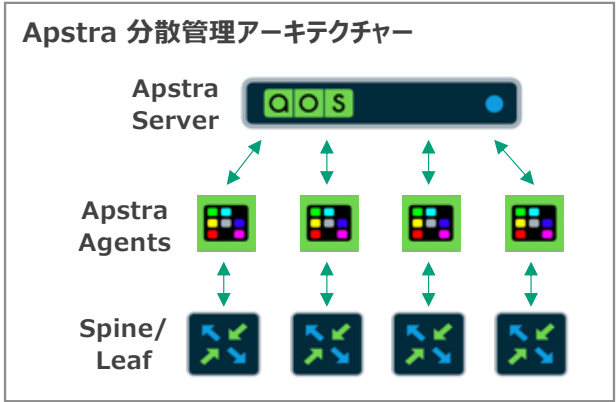 Apstra 分散管理アーキテクチャー
Apstra
Server
aos
Apstra
Agents
Spine/
Leaf